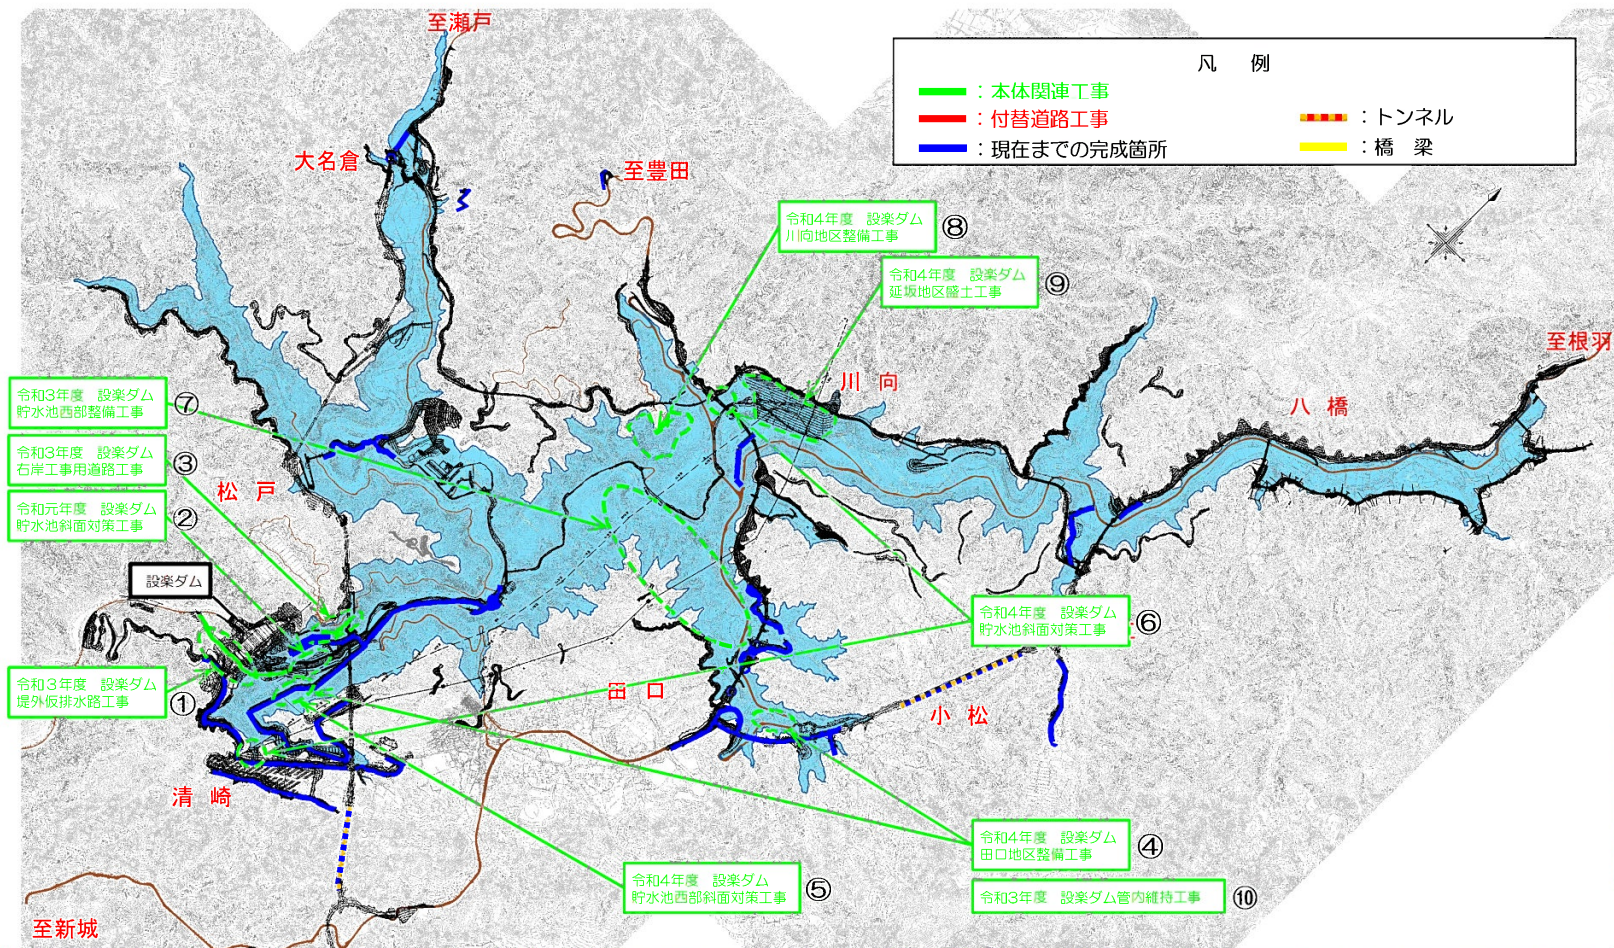 至瀬戸
凡 例
：本体関連工事
：付替道路工事
：トンネル
：現在までの完成箇所
：橋 梁
大名倉
至豊田
令和4年度 設楽ダム
川向地区整備工事
⑧
令和4年度 設楽ダム
延坂地区盛土工事
⑨
至根羽
川 向
八 橋
令和3年度 設楽ダム
貯水池西部整備工事
⑦
令和3年度 設楽ダム
右岸工事用道路工事
③
松 戸
令和元年度 設楽ダム
貯水池斜面対策工事
②
設楽ダム
令和4年度 設楽ダム
貯水池斜面対策工事
⑥
令和３年度 設楽ダム
堤外仮排水路工事
①
田 口
小 松
清 崎
令和4年度 設楽ダム
田口地区整備工事
④
令和4年度 設楽ダム
貯水池西部斜面対策工事
⑤
令和3年度 設楽ダム管内維持工事
⑩
至新城